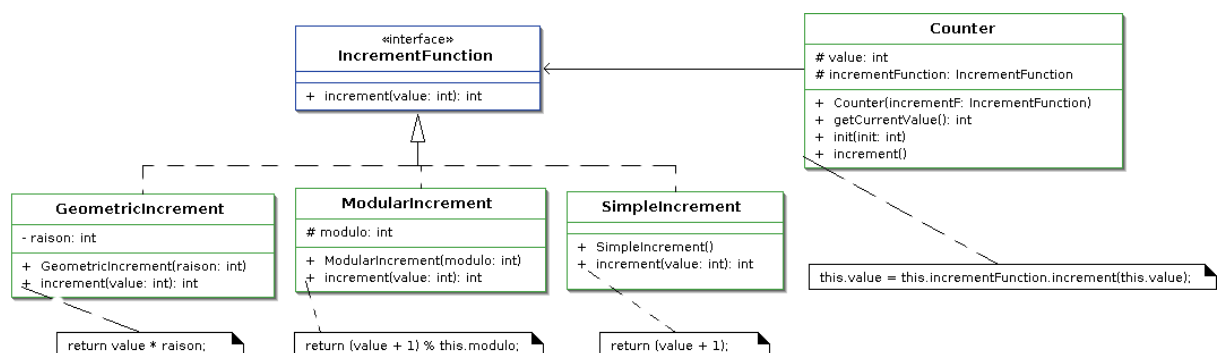 «interface»
IncrementFunction
+ increment(value: int): int
Counter
# value: int
# incrementFunction: IncrementFunction
+ Counter(incrementF: IncrementFunction)
+ getCurrentValue(): int
+ init(init: int)
+ increment()
GeometricIncrement
- raison: int
+ GeometricIncrement(raison: int)
+ increment(value: int): int
ModularIncrement
# modulo: int
+ ModularIncrement(modulo: int)
+ increment(value: int): int
SimpleIncrement
+ SimpleIncrement()
+ increment(value: int): int
this.value = this.incrementFunction.increment(this.value);
return value * raison;
return (value + 1) % this.modulo;
return (value + 1);